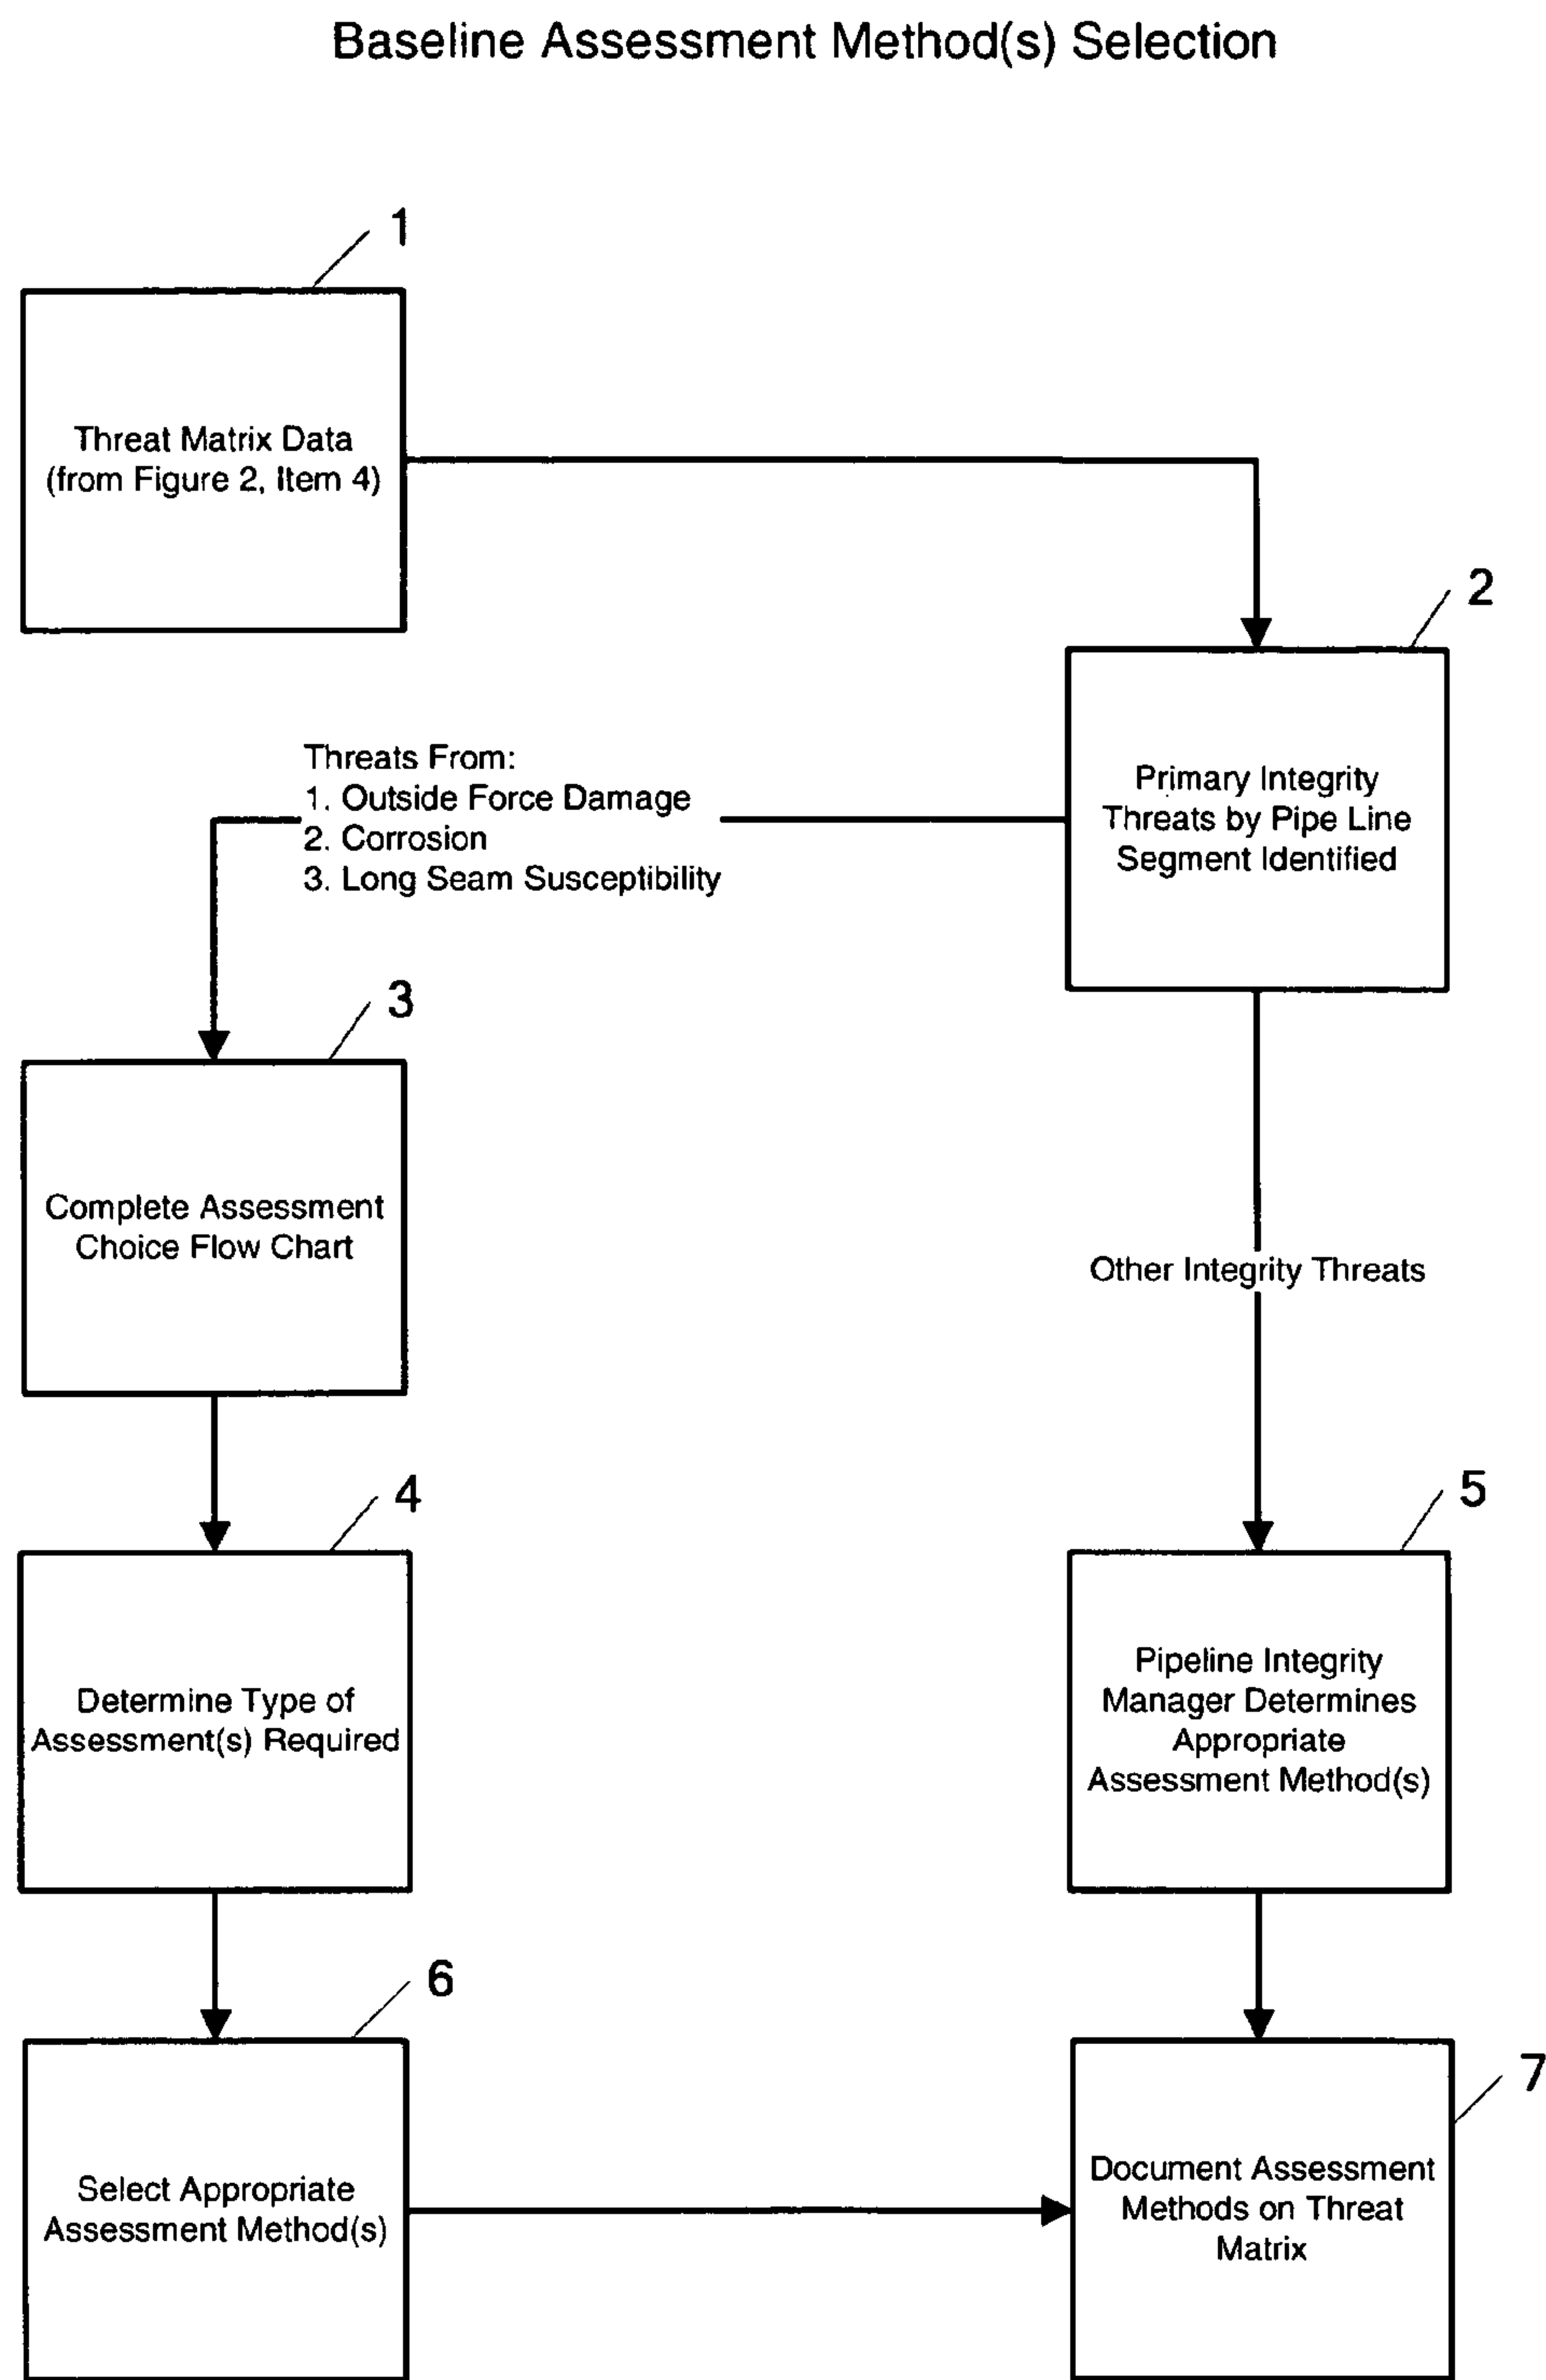 Baseline Assessment Method(s) Selection
1
Threat Matrix Data
(from Figure 2, Item 4)
2
Primary Integrity
Threats by Pipe Line
Segment Identified
Threats From:
1. Outside Force Damage
2. Corrosion
3. Long Seam Susceptibility
3
Complete Assessment
Choice Flow Chart
Other Integrity Threats
4
Determine Type of
Assessment(s) Required
5
Pipeline Integrity
Manager Determines
Appropriate
Assessment Method(s)
6
Select Appropriate
Assessment Method(s)
7
Document Assessment
Methods on Threat
Matrix